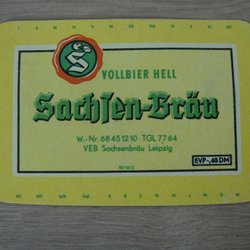 VOLLBIER HELL
Sachsen-Bräu
W.-Nr. 68451210 · TGL 7764
VEB Sachsenbräu Leipzig
EVP -,48 DM